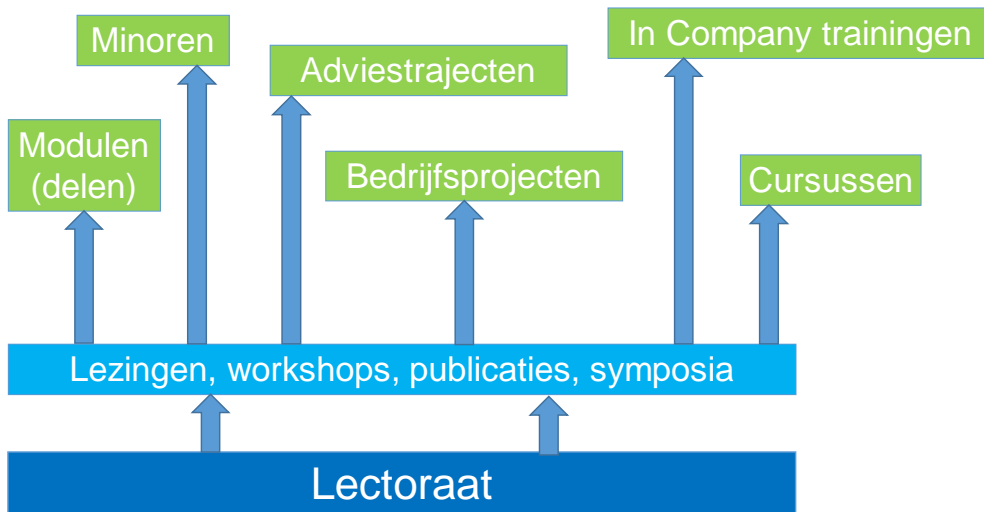 Minoren
In Company trainingen
Adviestrajecten
Modulen
(delen)
Bedrijfsprojecten
Cursussen
Lezingen, workshops, publicaties, symposia
Lectoraat